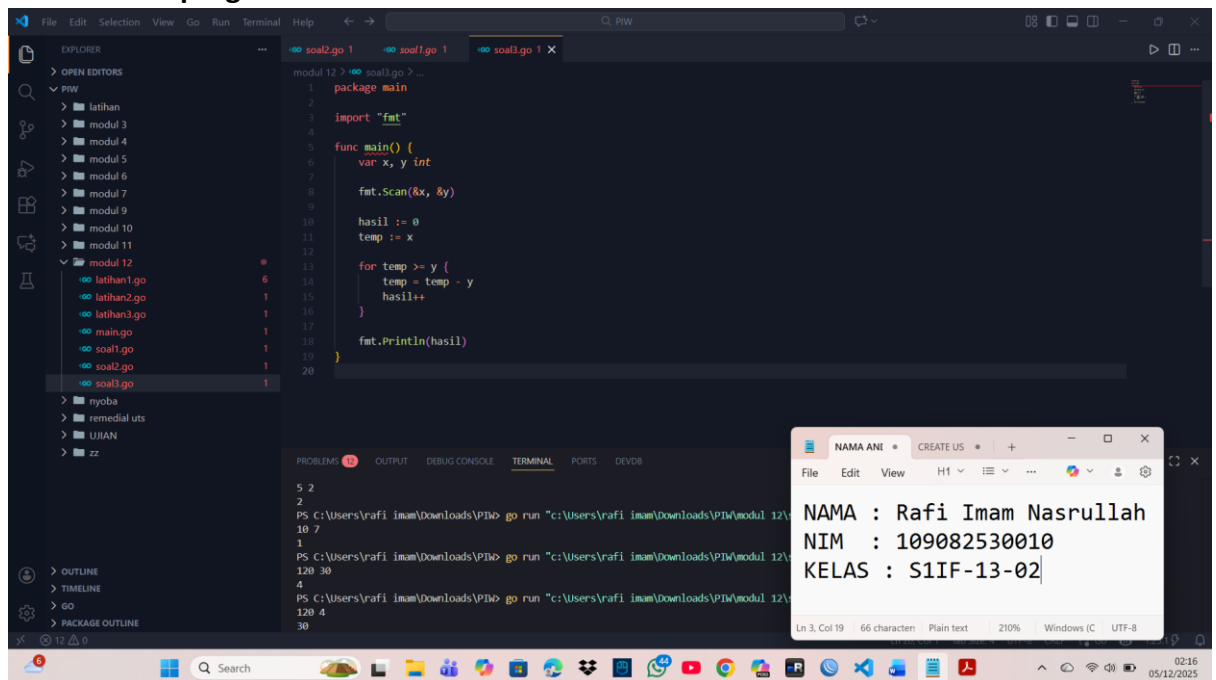 File Edit Selection View Go Run Terminal Help
PIW
EXPLORER
OPEN EDITORS
PIW
latihan
modul 3
modul 4
modul 5
modul 6
modul 7
modul 9
modul 10
modul 11
modul 12
latihan1.go 6
latihan2.go 1
latihan3.go 1
main.go 1
soal1.go 1
soal2.go 1
soal3.go 1
nyoba
remedial uts
UJIAN
zz
OUTLINE
TIMELINE
GO
PACKAGE OUTLINE
soal2.go 1 soal1.go 1 soal3.go 1
modul 12 > soal3.go > ...
1 package main
2
3 import "fmt"
4
5 func main() {
6 var x, y int
7
8 fmt.Scan(&x, &y)
9
10 hasil := 0
11 temp := x
12
13 for temp >= y {
14 temp = temp - y
15 hasil++
16 }
17
18 fmt.Println(hasil)
19 }
20
PROBLEMS 12 OUTPUT DEBUG CONSOLE TERMINAL PORTS DEVDB
5 2
2
PS C:\Users\rafi imam\Downloads\PIW> go run "c:\Users\rafi imam\Downloads\PIW\modul 12\
10 7
1
PS C:\Users\rafi imam\Downloads\PIW> go run "c:\Users\rafi imam\Downloads\PIW\modul 12\
120 30
4
PS C:\Users\rafi imam\Downloads\PIW> go run "c:\Users\rafi imam\Downloads\PIW\modul 12\
120 4
30
NAMA ANI CREATE US
File Edit View H1
NAMA : Rafi Imam Nasrullah
NIM : 109082530010
KELAS : S1IF-13-02
Ln 3, Col 19 66 character Plain text 210% Windows (C UTF-8
12 0
Search
02:16
05/12/2025